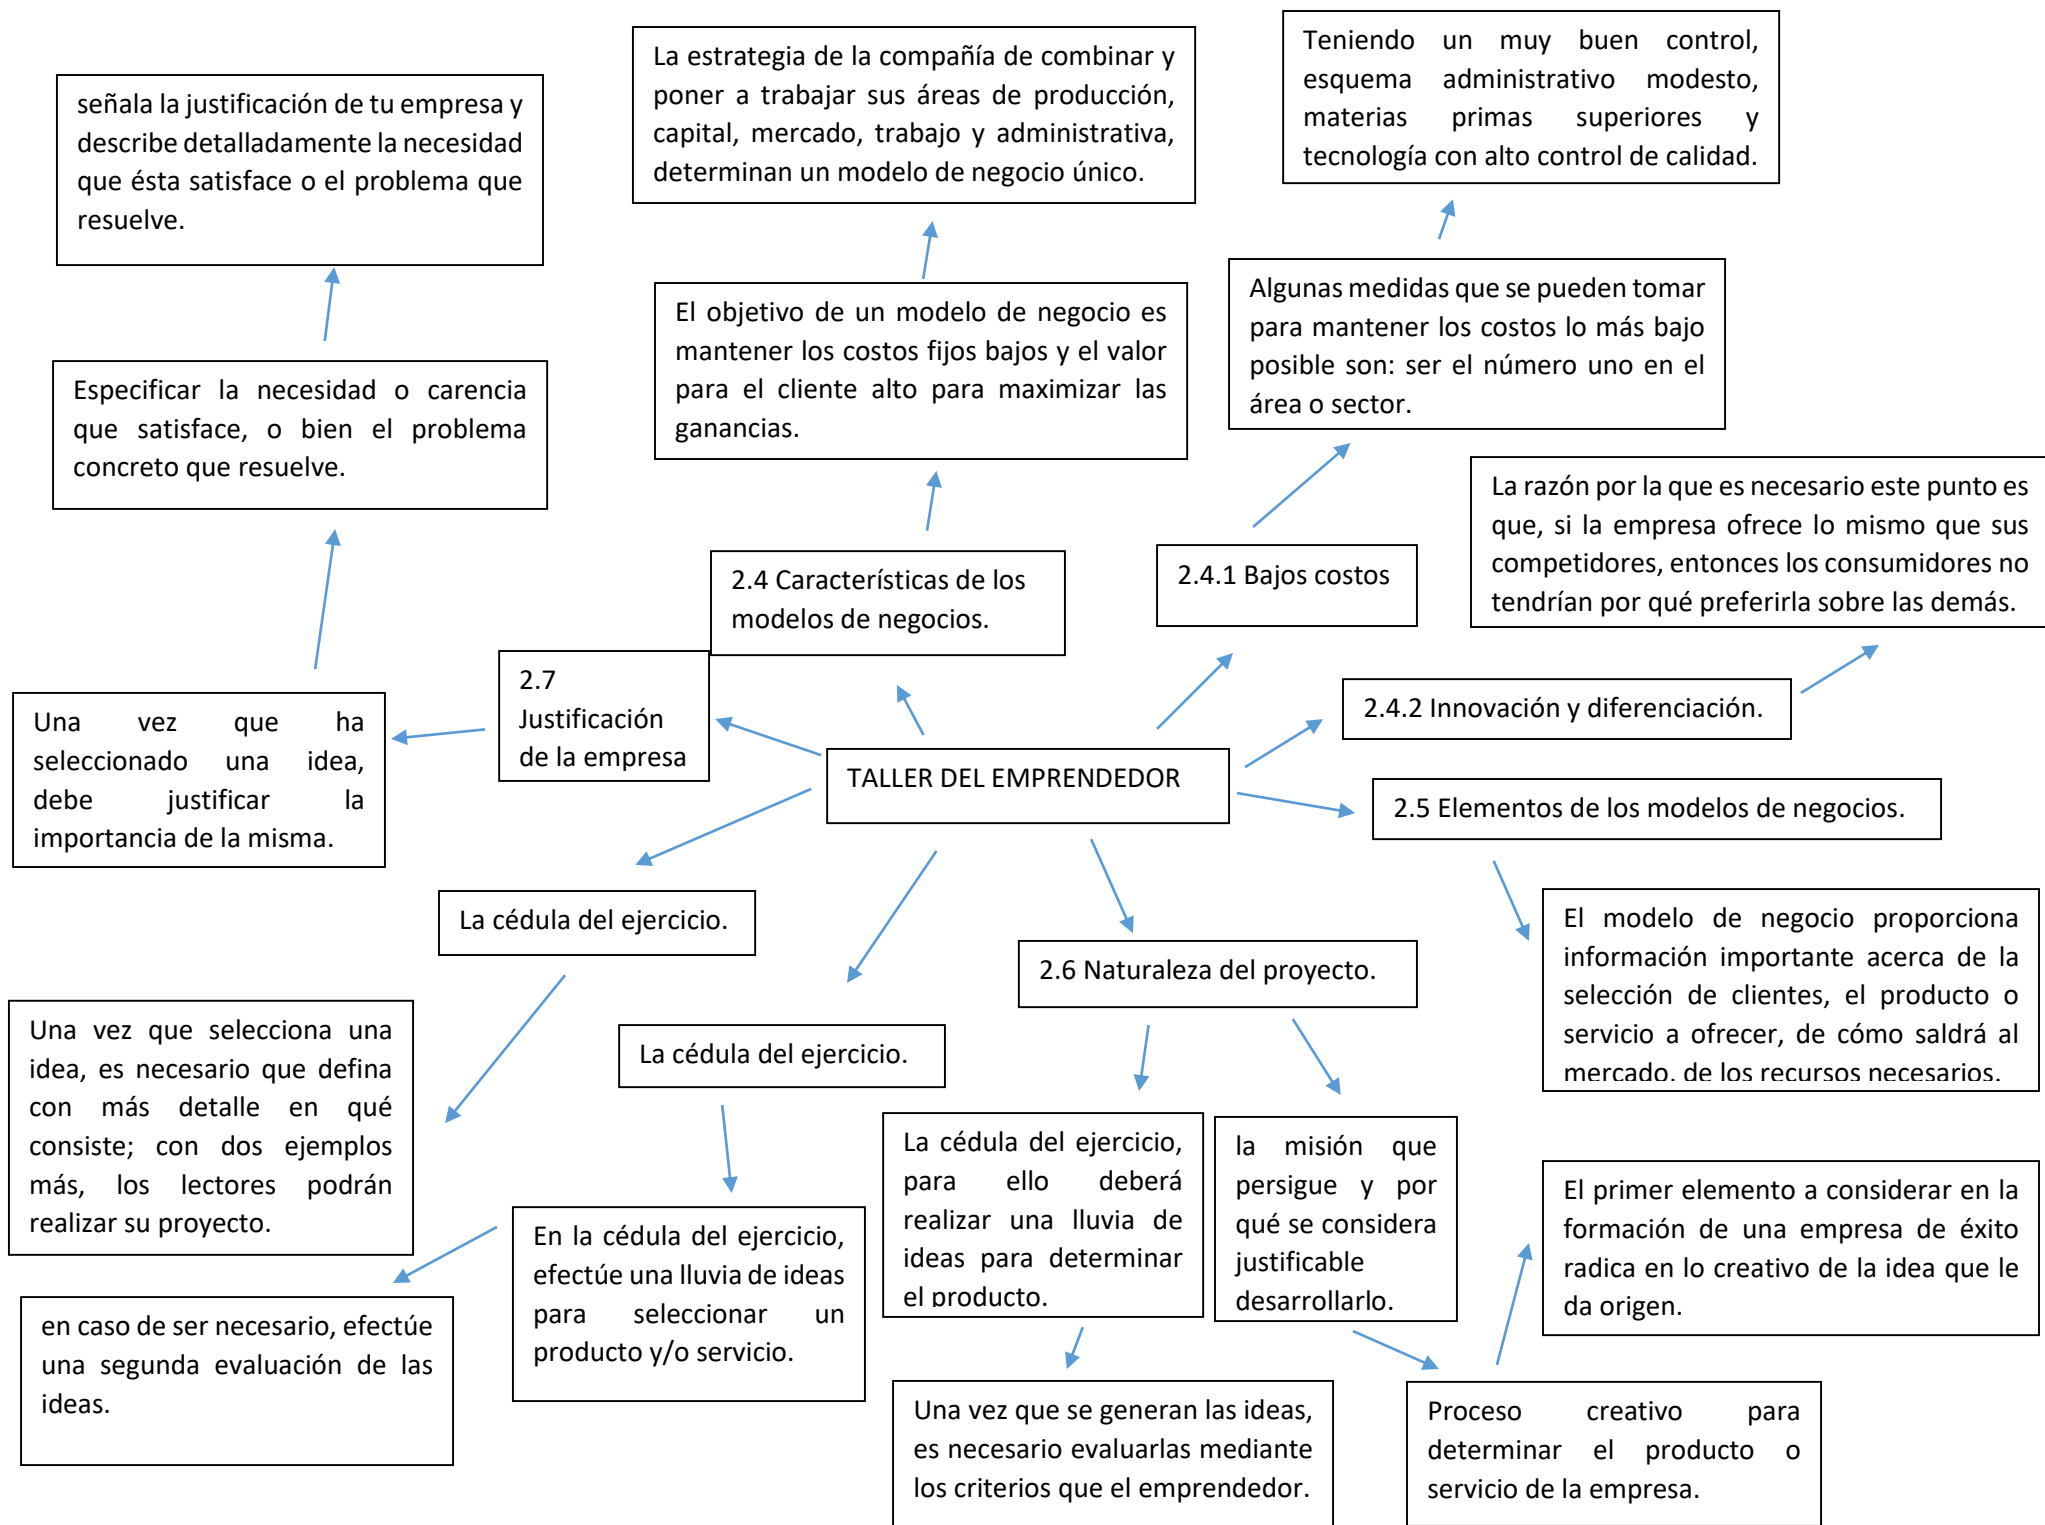 señala la justificación de tu empresa y
describe detalladamente la necesidad
que ésta satisface o el problema que
resuelve.
La estrategia de la compañía de combinar y
poner a trabajar sus áreas de producción,
capital, mercado, trabajo y administrativa,
determinan un modelo de negocio único.
Teniendo un muy buen control,
esquema administrativo modesto,
materias primas superiores y
tecnología con alto control de calidad.
Especificar la necesidad o carencia
que satisface, o bien el problema
concreto que resuelve.
El objetivo de un modelo de negocio es
mantener los costos fijos bajos y el valor
para el cliente alto para maximizar las
ganancias.
Algunas medidas que se pueden tomar
para mantener los costos lo más bajo
posible son: ser el número uno en el
área o sector.
La razón por la que es necesario este punto es
que, si la empresa ofrece lo mismo que sus
competidores, entonces los consumidores no
tendrían por qué preferirla sobre las demás.
2.4 Características de los
modelos de negocios.
2.4.1 Bajos costos
2.7
Justificación
de la empresa
2.4.2 Innovación y diferenciación.
Una vez que ha
seleccionado una idea,
debe justificar la
importancia de la misma.
TALLER DEL EMPRENDEDOR
2.5 Elementos de los modelos de negocios.
La cédula del ejercicio.
2.6 Naturaleza del proyecto.
El modelo de negocio proporciona
información importante acerca de la
selección de clientes, el producto o
servicio a ofrecer, de cómo saldrá al
mercado, de los recursos necesarios.
Una vez que selecciona una
idea, es necesario que defina
con más detalle en qué
consiste; con dos ejemplos
más, los lectores podrán
realizar su proyecto.
La cédula del ejercicio.
La cédula del ejercicio,
para ello deberá
realizar una lluvia de
ideas para determinar
el producto.
la misión que
persigue y por
qué se considera
justificable
desarrollarlo.
El primer elemento a considerar en la
formación de una empresa de éxito
radica en lo creativo de la idea que le
da origen.
En la cédula del ejercicio,
efectúe una lluvia de ideas
para seleccionar un
producto y/o servicio.
en caso de ser necesario, efectúe
una segunda evaluación de las
ideas.
Una vez que se generan las ideas,
es necesario evaluarlas mediante
los criterios que el emprendedor.
Proceso creativo para
determinar el producto o
servicio de la empresa.